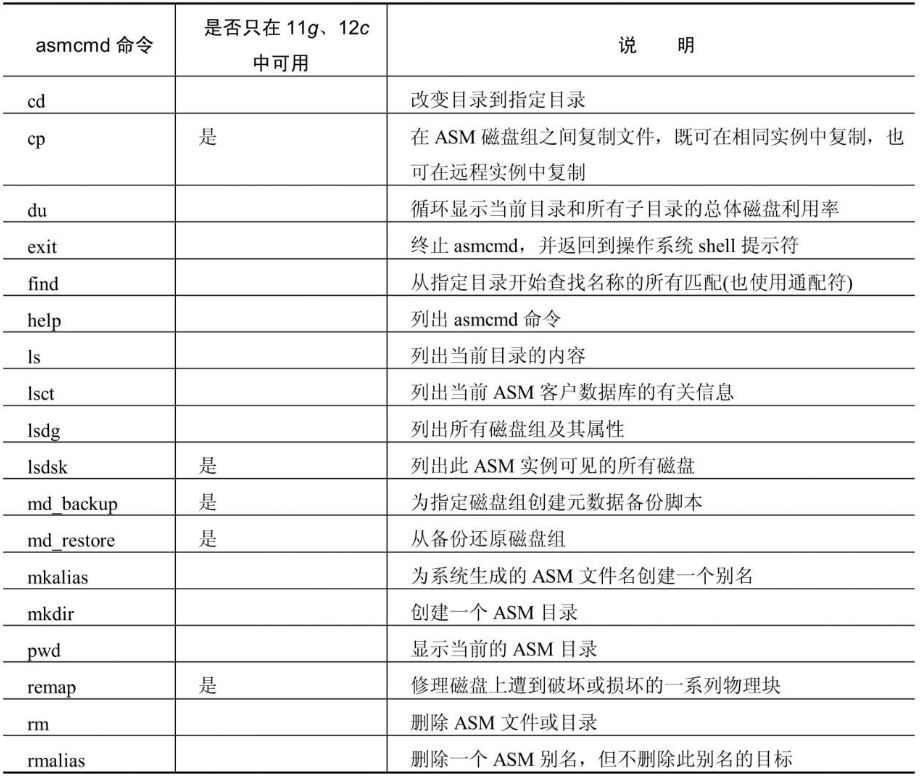 asmcmd 命令 是否只在 11g、12c 说 明
中可用
cd 改变目录到指定目录
cp 是 在 ASM 磁盘组之间复制文件，既可在相同实例中复制，也
可在远程实例中复制
du 循环显示当前目录和所有子目录的总体磁盘利用率
exit 终止 asmcmd，并返回到操作系统 shell 提示符
find 从指定目录开始查找名称的所有匹配(也使用通配符)
help 列出 asmcmd 命令
ls 列出当前目录的内容
lsct 列出当前 ASM 客户数据库的有关信息
lsdg 列出所有磁盘组及其属性
lsdsk 是 列出此 ASM 实例可见的所有磁盘
md_backup 是 为指定磁盘组创建元数据备份脚本
md_restore 是 从备份还原磁盘组
mkalias 为系统生成的 ASM 文件名创建一个别名
mkdir 创建一个 ASM 目录
pwd 显示当前的 ASM 目录
remap 是 修理磁盘上遭到破坏或损坏的一系列物理块
rm 删除 ASM 文件或目录
rmalias 删除一个 ASM 别名，但不删除此别名的目标